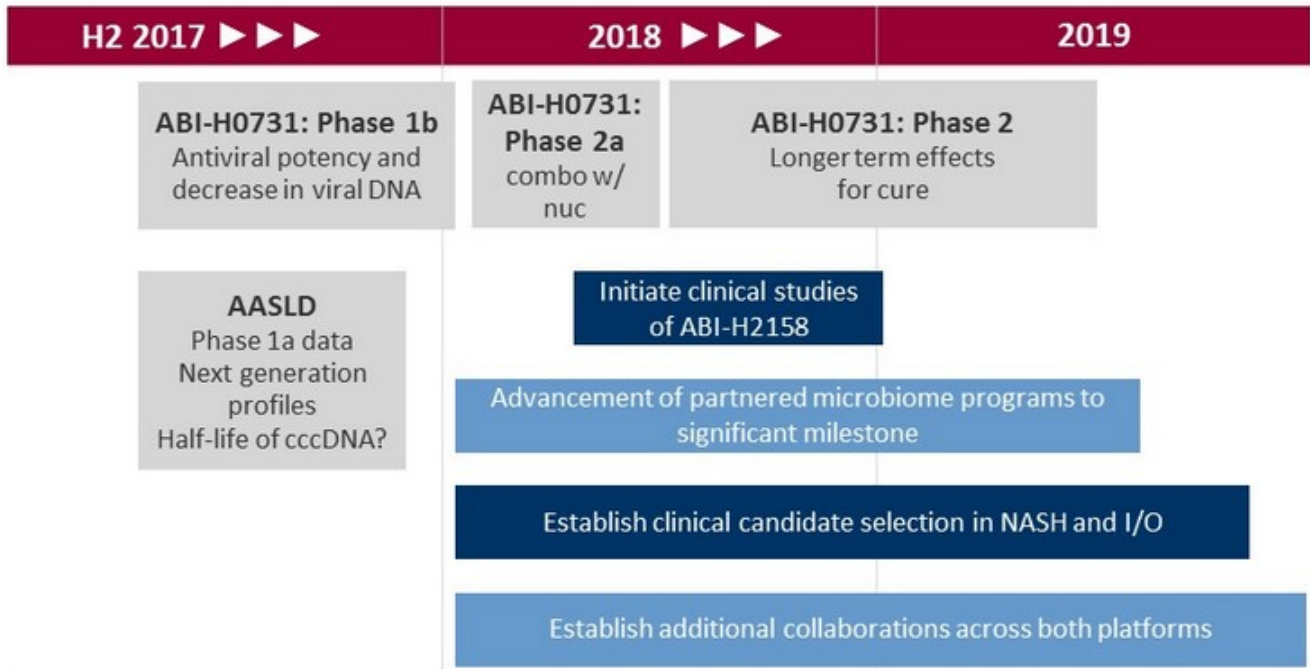 H2 2017 ▶ ▶ ▶
2018 ▶ ▶ ▶
2019
ABI-H0731: Phase 1b
Antiviral potency and
decrease in viral DNA
ABI-H0731:
Phase 2a
combo w/
nuc
ABI-H0731: Phase 2
Longer term effects
for cure
AASLD
Phase 1a data
Next generation
profiles
Half-life of cccDNA?
Initiate clinical studies
of ABI-H2158
Advancement of partnered microbiome programs to
significant milestone
Establish clinical candidate selection in NASH and I/O
Establish additional collaborations across both platforms